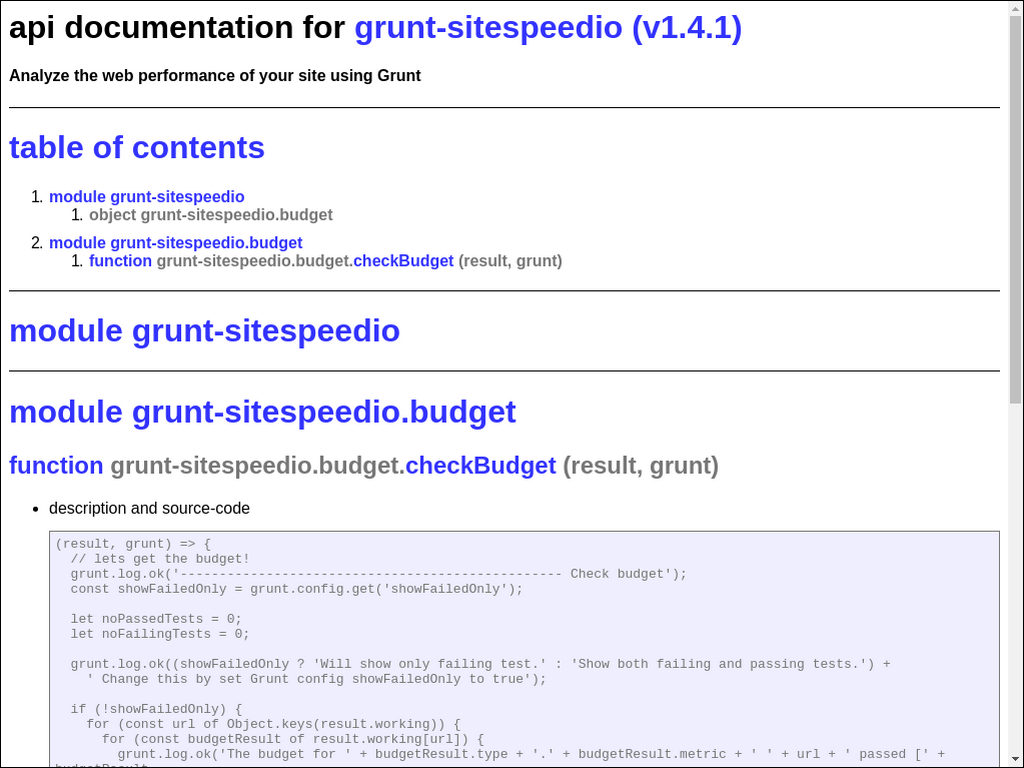 api documentation for grunt-sitespeedio (v1.4.1)
Analyze the web performance of your site using Grunt
table of contents
1. module grunt-sitespeedio
1. object grunt-sitespeedio.budget
2. module grunt-sitespeedio.budget
1. function grunt-sitespeedio.budget.checkBudget (result, grunt)
module grunt-sitespeedio
module grunt-sitespeedio.budget
function grunt-sitespeedio.budget.checkBudget (result, grunt)
• description and source-code
(result, grunt) => {
  // lets get the budget!
  grunt.log.ok('------------------------------------------------- Check budget');
  const showFailedOnly = grunt.config.get('showFailedOnly');
  let noPassedTests = 0;
  let noFailingTests = 0;
  grunt.log.ok((showFailedOnly ? 'Will show only failing test.' : 'Show both failing and passing tests.') +
    ' Change this by set Grunt config showFailedOnly to true');
  if (!showFailedOnly) {
    for (const url of Object.keys(result.working)) {
      for (const budgetResult of result.working[url]) {
        grunt.log.ok('The budget for ' + budgetResult.type + '.' + budgetResult.metric + ' ' + url + ' passed [' +
budgetResult